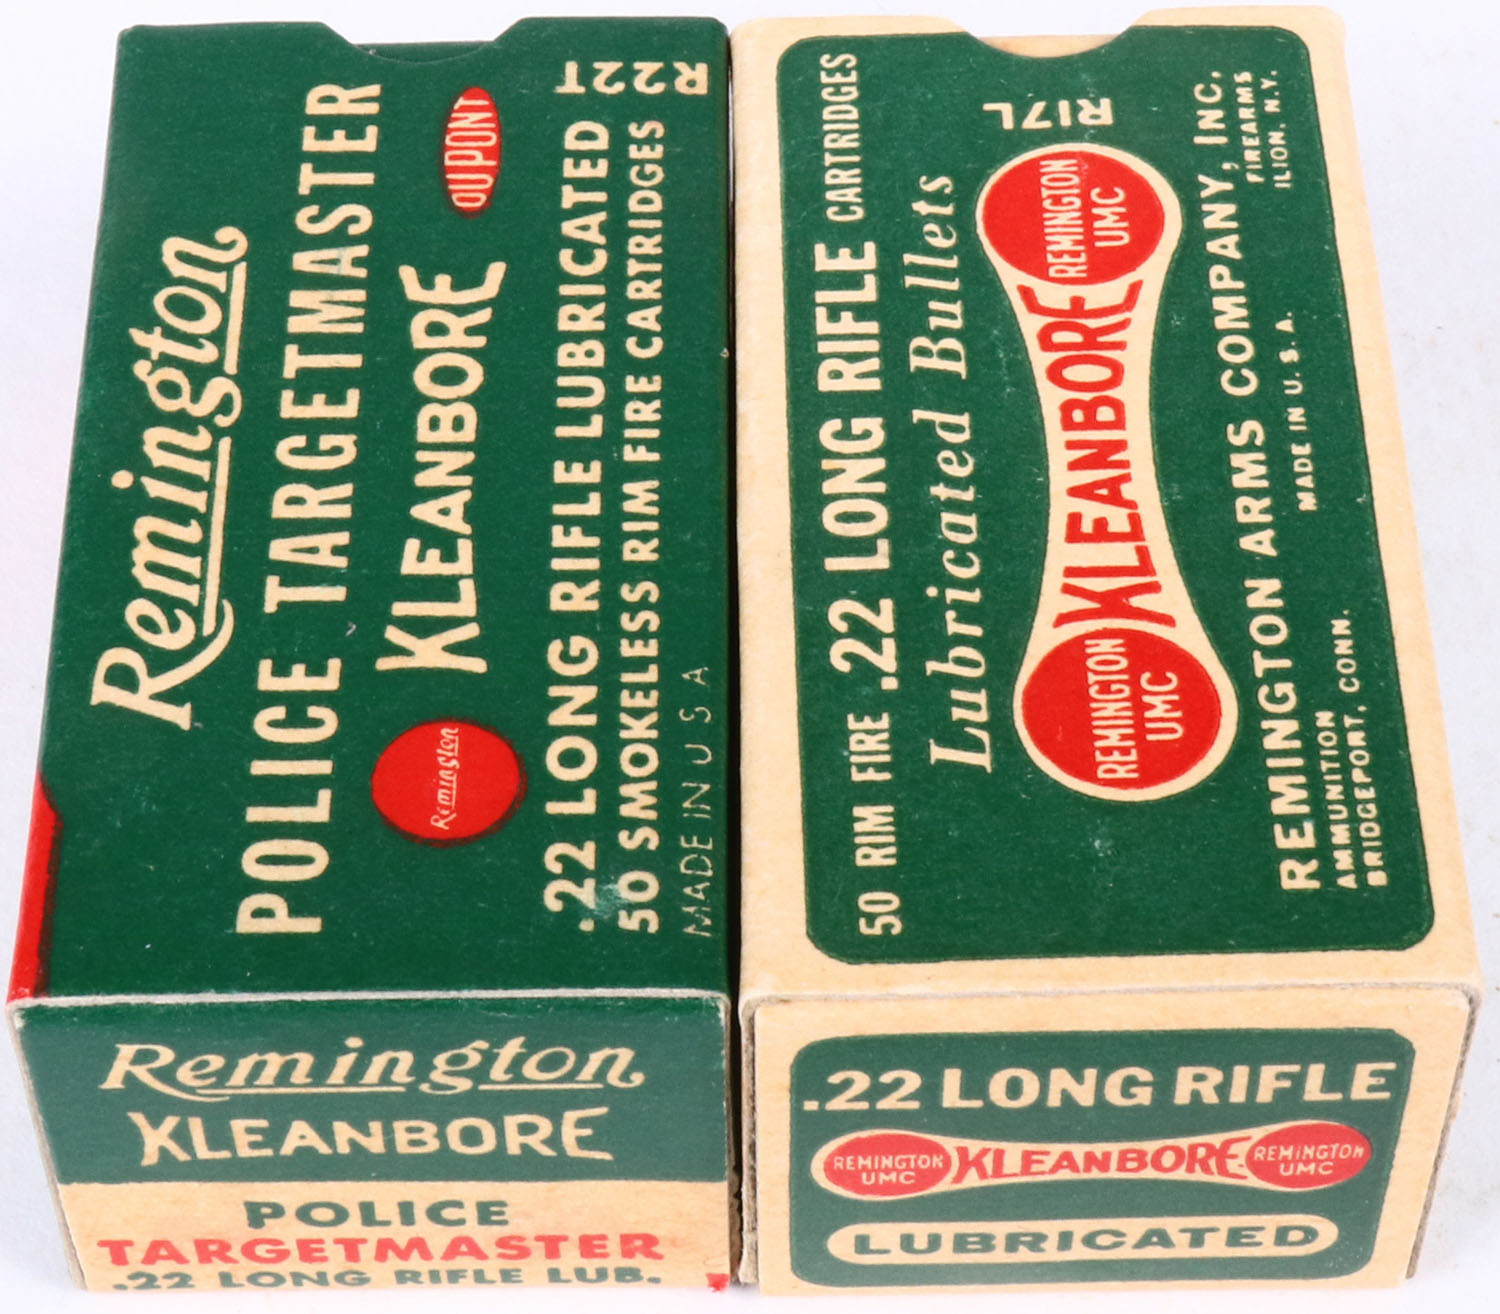 Remington
POLICE TARGETMASTER
Remington
KLEANBORE
DU PONT
.22 LONG RIFLE LUBRICATED
50 SMOKELESS RIM FIRE CARTRIDGES
R22T
MADE IN U S A
Remington
KLEANBORE
POLICE
TARGETMASTER
.22 LONG RIFLE LUB.
50 RIM FIRE .22 LONG RIFLE CARTRIDGES
Lubricated Bullets
R17L
REMINGTON
UMC
KLEANBORE
REMINGTON
UMC
REMINGTON ARMS COMPANY, INC.
AMMUNITION
BRIDGEPORT, CONN.
MADE IN U.S.A.
FIREARMS
ILION, N.Y.
.22 LONG RIFLE
REMINGTON
UMC
KLEANBORE
REMINGTON
UMC
LUBRICATED